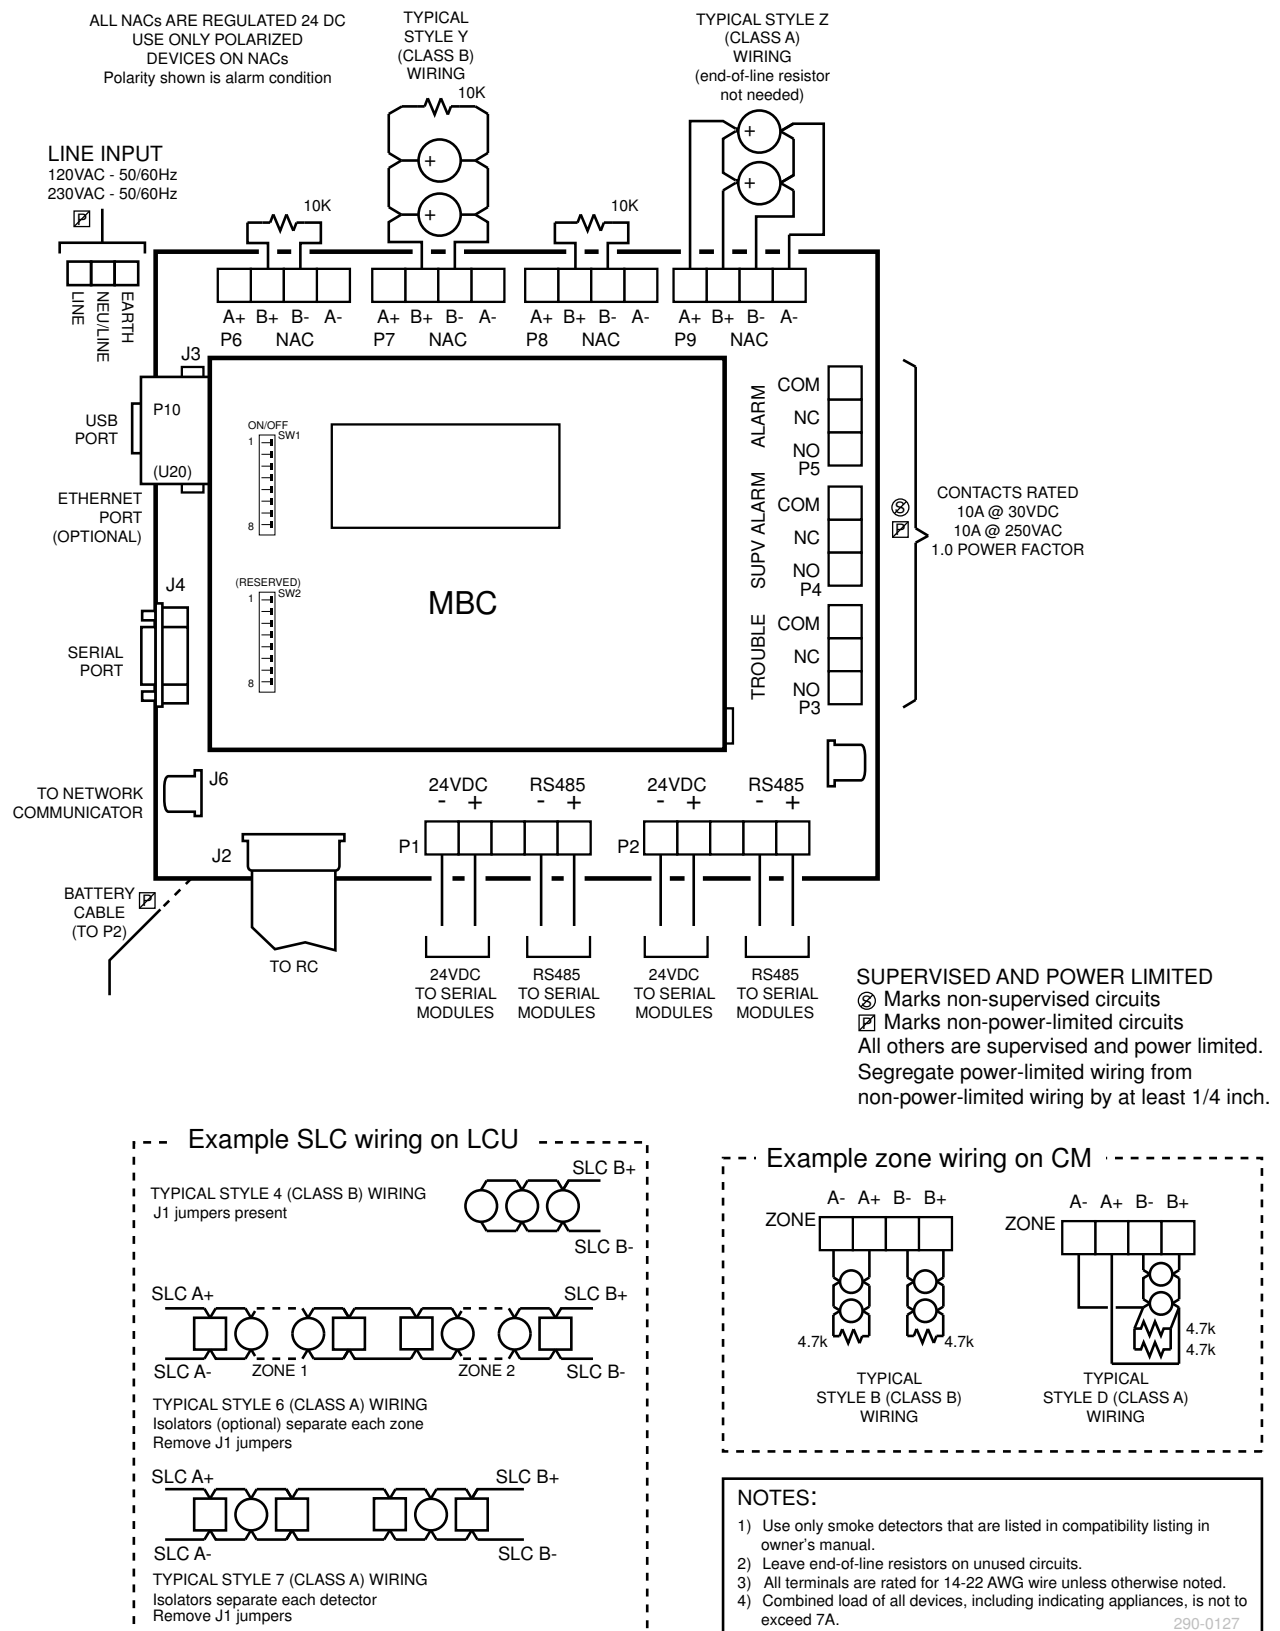 ALL NACs ARE REGULATED 24 DC
USE ONLY POLARIZED
DEVICES ON NACs
Polarity shown is alarm condition
TYPICAL
STYLE Y
(CLASS B)
WIRING
10K
TYPICAL STYLE Z
(CLASS A)
WIRING
(end-of-line resistor
not needed)
+
+
+
+
LINE INPUT
120VAC - 50/60Hz
230VAC - 50/60Hz
P
10K
10K
LINE
NEU/LINE
EARTH
A+ B+ B- A-
P6 NAC
A+ B+ B- A-
P7 NAC
A+ B+ B- A-
P8 NAC
A+ B+ B- A-
P9 NAC
J3
P10
(U20)
USB
PORT
ETHERNET
PORT
(OPTIONAL)
ON/OFF
SW1
1
8
(RESERVED)
SW2
1
8
MBC
J4
SERIAL
PORT
ALARM
COM
NC
NO
P5
SUPV ALARM
COM
NC
NO
P4
TROUBLE
COM
NC
NO
P3
S
P
CONTACTS RATED
10A @ 30VDC
10A @ 250VAC
1.0 POWER FACTOR
J6
TO NETWORK
COMMUNICATOR
J2
BATTERY
CABLE
(TO P2)
P
TO RC
24VDC
- +
RS485
- +
P1
24VDC
- +
RS485
- +
P2
24VDC
TO SERIAL
MODULES
RS485
TO SERIAL
MODULES
24VDC
TO SERIAL
MODULES
RS485
TO SERIAL
MODULES
SUPERVISED AND POWER LIMITED
S Marks non-supervised circuits
P Marks non-power-limited circuits
All others are supervised and power limited.
Segregate power-limited wiring from
non-power-limited wiring by at least 1/4 inch.
Example SLC wiring on LCU
TYPICAL STYLE 4 (CLASS B) WIRING
J1 jumpers present
SLC B+
SLC B-
SLC A+
SLC B+
SLC A-
ZONE 1
ZONE 2
SLC B-
TYPICAL STYLE 6 (CLASS A) WIRING
Isolators (optional) separate each zone
Remove J1 jumpers
SLC A+
SLC B+
SLC A-
SLC B-
TYPICAL STYLE 7 (CLASS A) WIRING
Isolators separate each detector
Remove J1 jumpers
Example zone wiring on CM
A- A+ B- B+
ZONE
4.7k
4.7k
TYPICAL
STYLE B (CLASS B)
WIRING
A- A+ B- B+
ZONE
4.7k
4.7k
TYPICAL
STYLE D (CLASS A)
WIRING
NOTES:
1) Use only smoke detectors that are listed in compatibility listing in
owner's manual.
2) Leave end-of-line resistors on unused circuits.
3) All terminals are rated for 14-22 AWG wire unless otherwise noted.
4) Combined load of all devices, including indicating appliances, is not to
exceed 7A.
290-0127